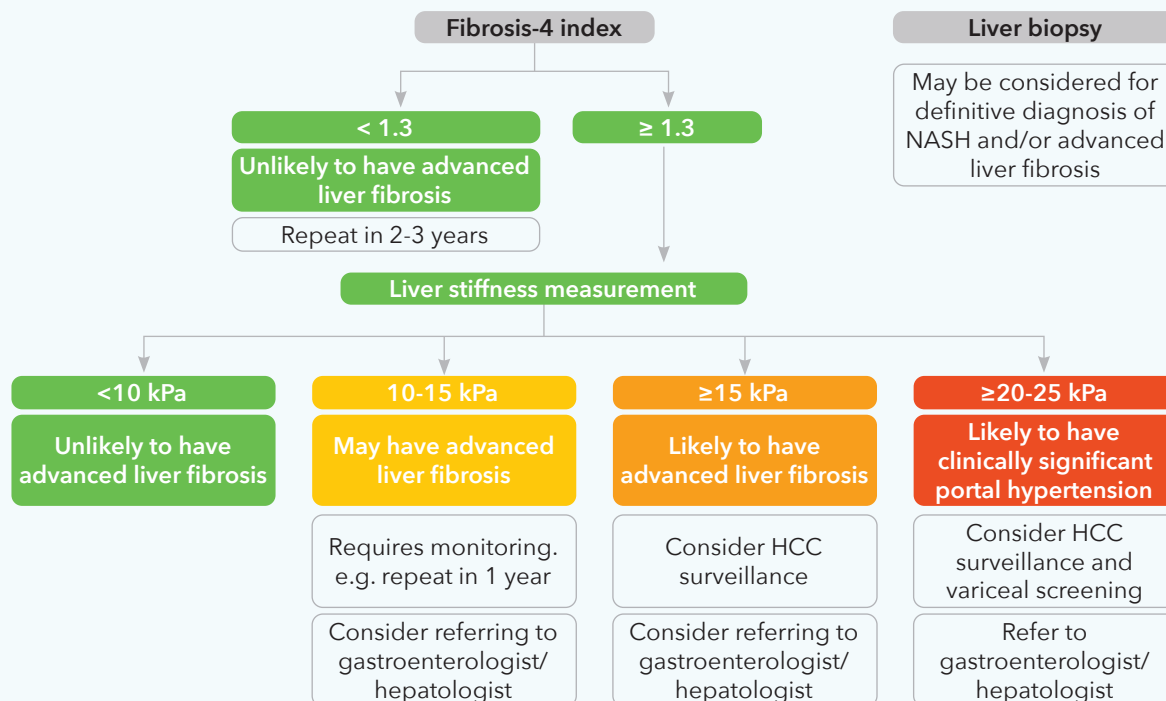 Fibrosis-4 index
Liver biopsy
May be considered for
definitive diagnosis of
NASH and/or advanced
liver fibrosis
< 1.3
≥ 1.3
Unlikely to have advanced
liver fibrosis
Repeat in 2-3 years
Liver stiffness measurement
<10 kPa
Unlikely to have
advanced liver fibrosis
10-15 kPa
May have advanced
liver fibrosis
Requires monitoring.
e.g. repeat in 1 year
Consider referring to
gastroenterologist/
hepatologist
≥15 kPa
Likely to have
advanced liver fibrosis
Consider HCC
surveillance
Consider referring to
gastroenterologist/
hepatologist
≥20-25 kPa
Likely to have
clinically significant
portal hypertension
Consider HCC
surveillance and
variceal screening
Refer to
gastroenterologist/
hepatologist